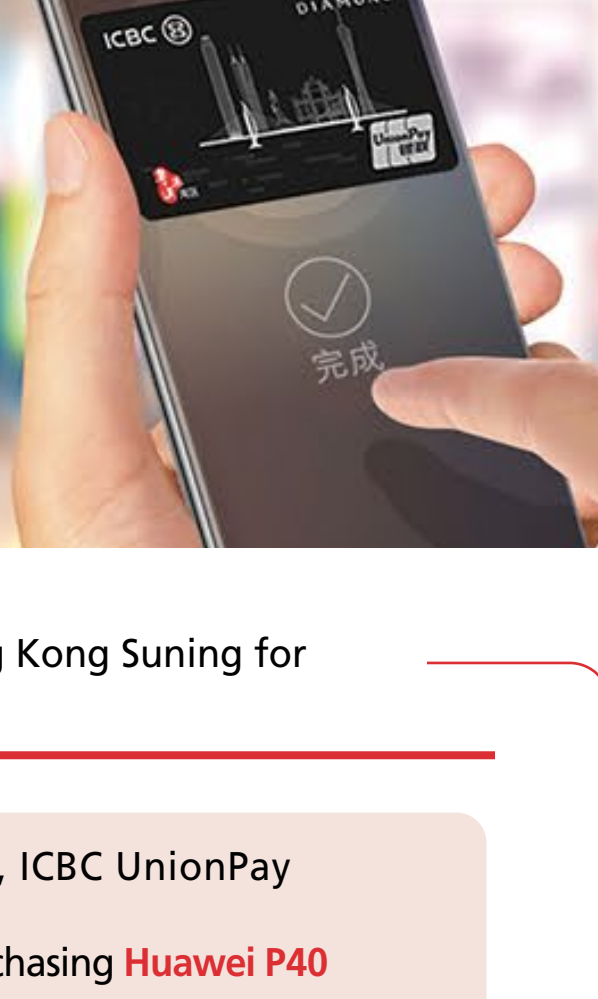 DIAMOND
ICBC
UnionPay
银联
完成
Kong Suning for
, ICBC UnionPay
chasing Huawei P40